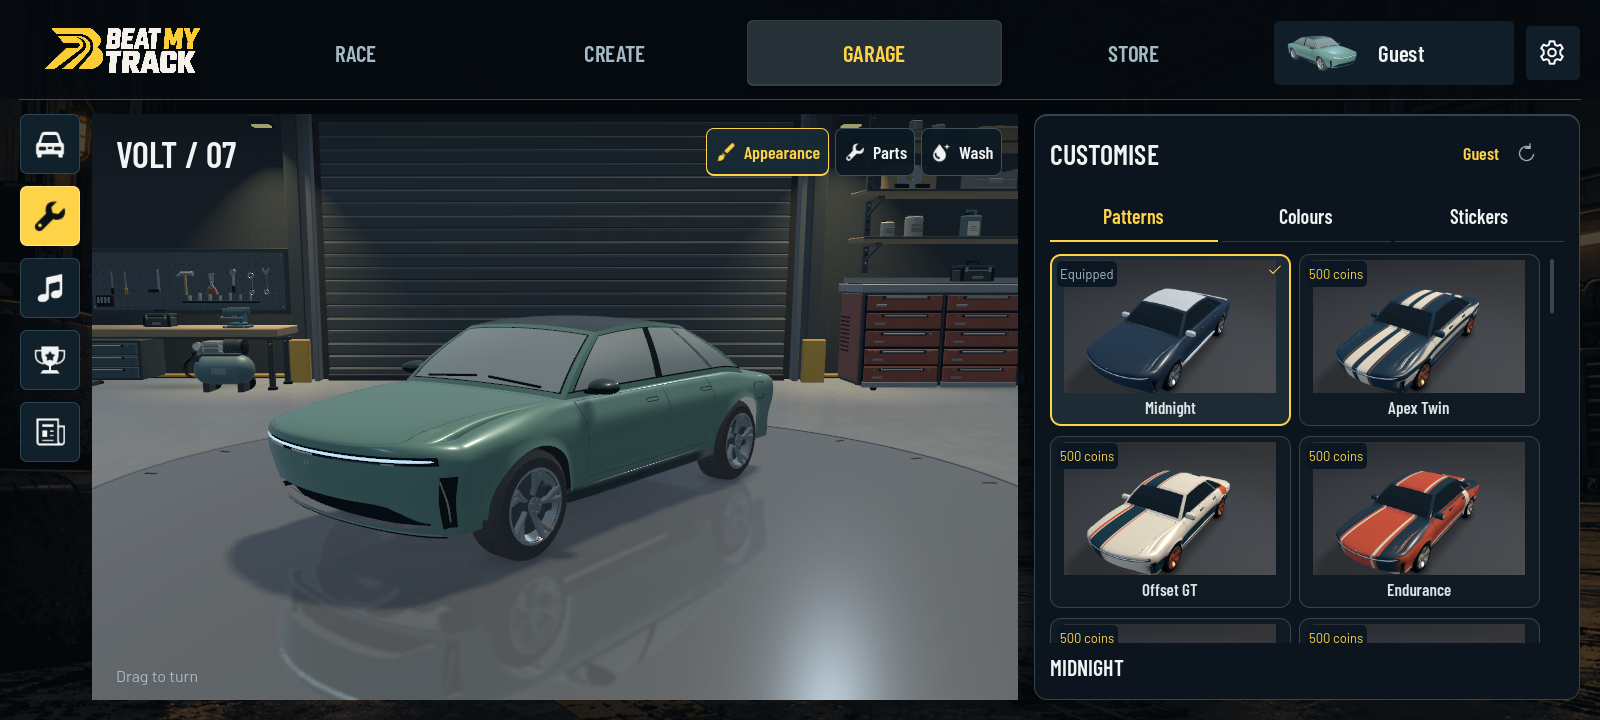 BEAT MY
TRACK
RACE
CREATE
GARAGE
STORE
Guest
VOLT / 07
Appearance
Parts
Wash
CUSTOMISE
Guest
Patterns
Colours
Stickers
Equipped
Midnight
500 coins
Apex Twin
500 coins
Offset GT
500 coins
Endurance
500 coins
500 coins
MIDNIGHT
Drag to turn